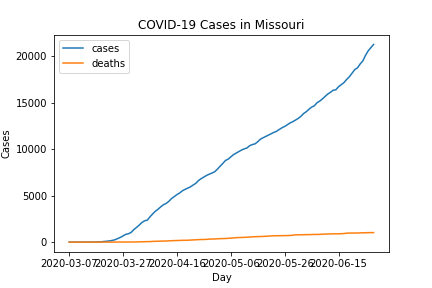 COVID-19 Cases in Missouri
cases
deaths
20000
15000
10000
5000
0
Cases
2020-03-07 2020-03-27 2020-04-16 2020-05-06 2020-05-26 2020-06-15
Day